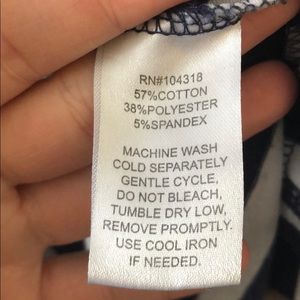 RN#104318
57%COTTON
38%POLYESTER
5%SPANDEX
MACHINE WASH
COLD SEPARATELY
GENTLE CYCLE,
DO NOT BLEACH,
TUMBLE DRY LOW,
REMOVE PROMPTLY.
USE COOL IRON
IF NEEDED.